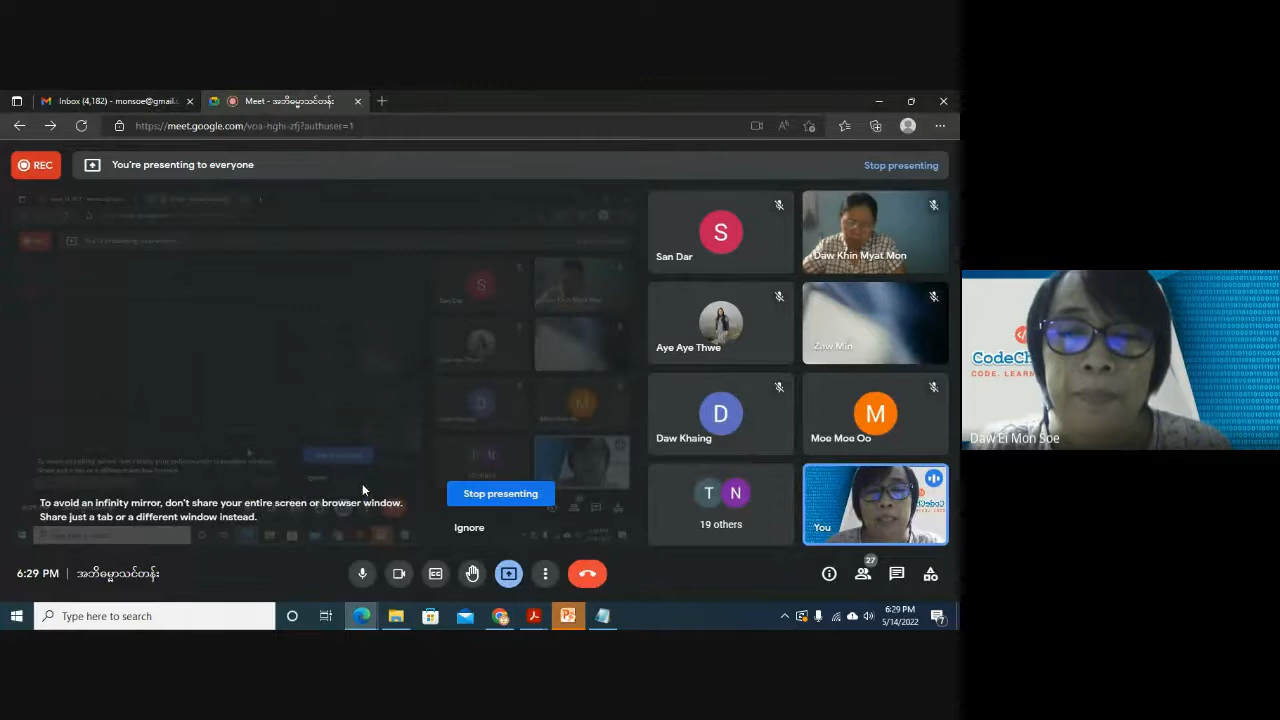 Inbox (4,182) - monsoe@gmail.c
Meet - အဘိဓမ္မာသင်တန်း
https://meet.google.com/voa-hghi-zfj?authuser=1
REC
You're presenting to everyone
Stop presenting
San Dar
S
Daw Khin Myat Mon
Aye Aye Thwe
Zaw Min
D
Daw Khaing
M
Moe Moe Oo
T
N
19 others
You
To avoid an infinity mirror, don't share your entire screen or browser window.
Share just a tab or a different window instead.
Stop presenting
Ignore
6:29 PM | အဘိဓမ္မာသင်တန်း
27
Type here to search
6:29 PM
5/14/2022
7
CodeCh
CODE. LEARN
Daw Ei Mon Soe